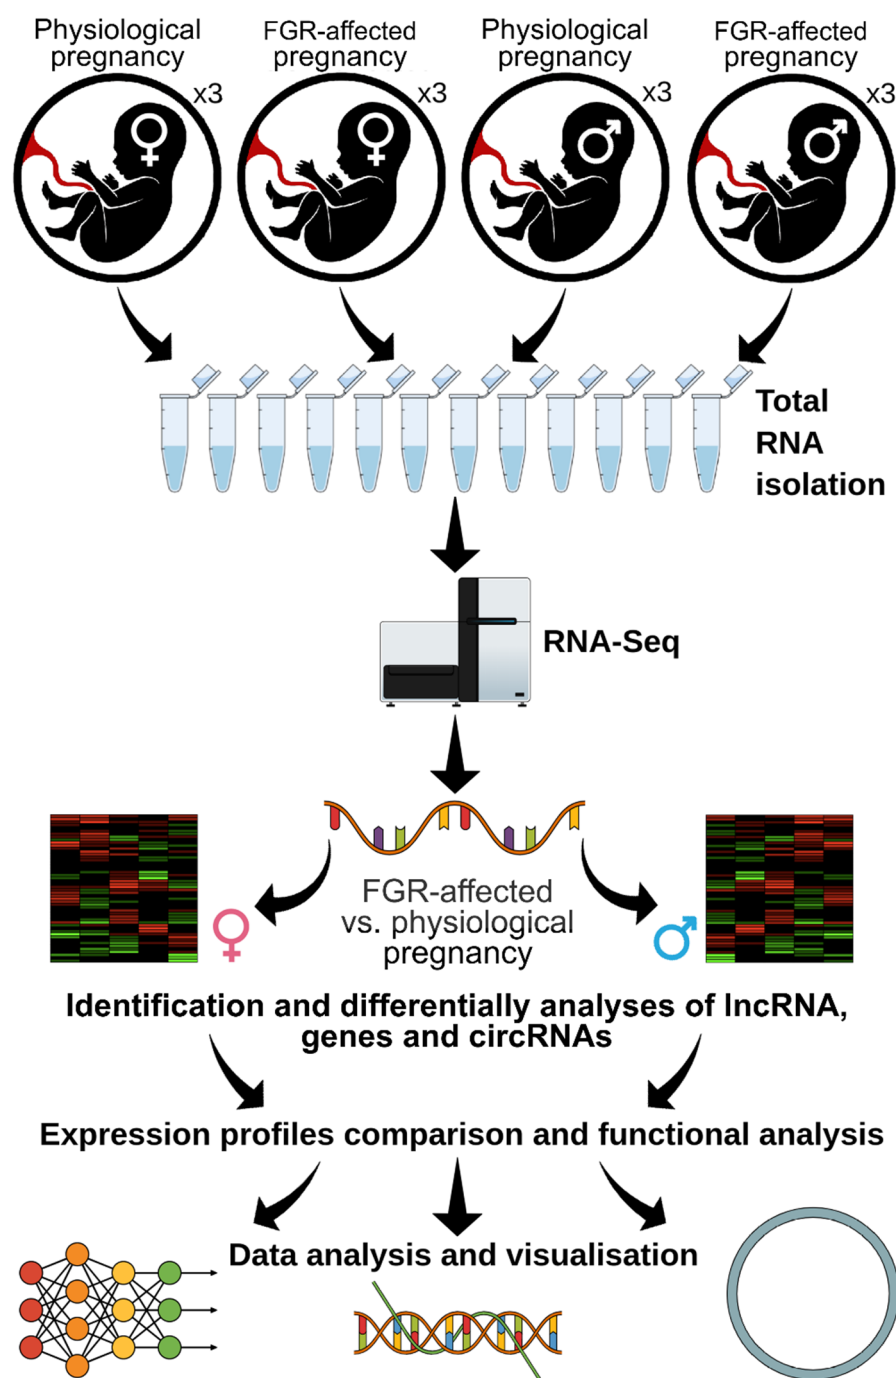 Physiological
pregnancy
x3
FGR-affected
pregnancy
x3
Physiological
pregnancy
x3
FGR-affected
pregnancy
x3
Total
RNA
isolation
RNA-Seq
FGR-affected
vs. physiological
pregnancy
Identification and differentially analyses of lncRNA,
genes and circRNAs
Expression profiles comparison and functional analysis
Data analysis and visualisation